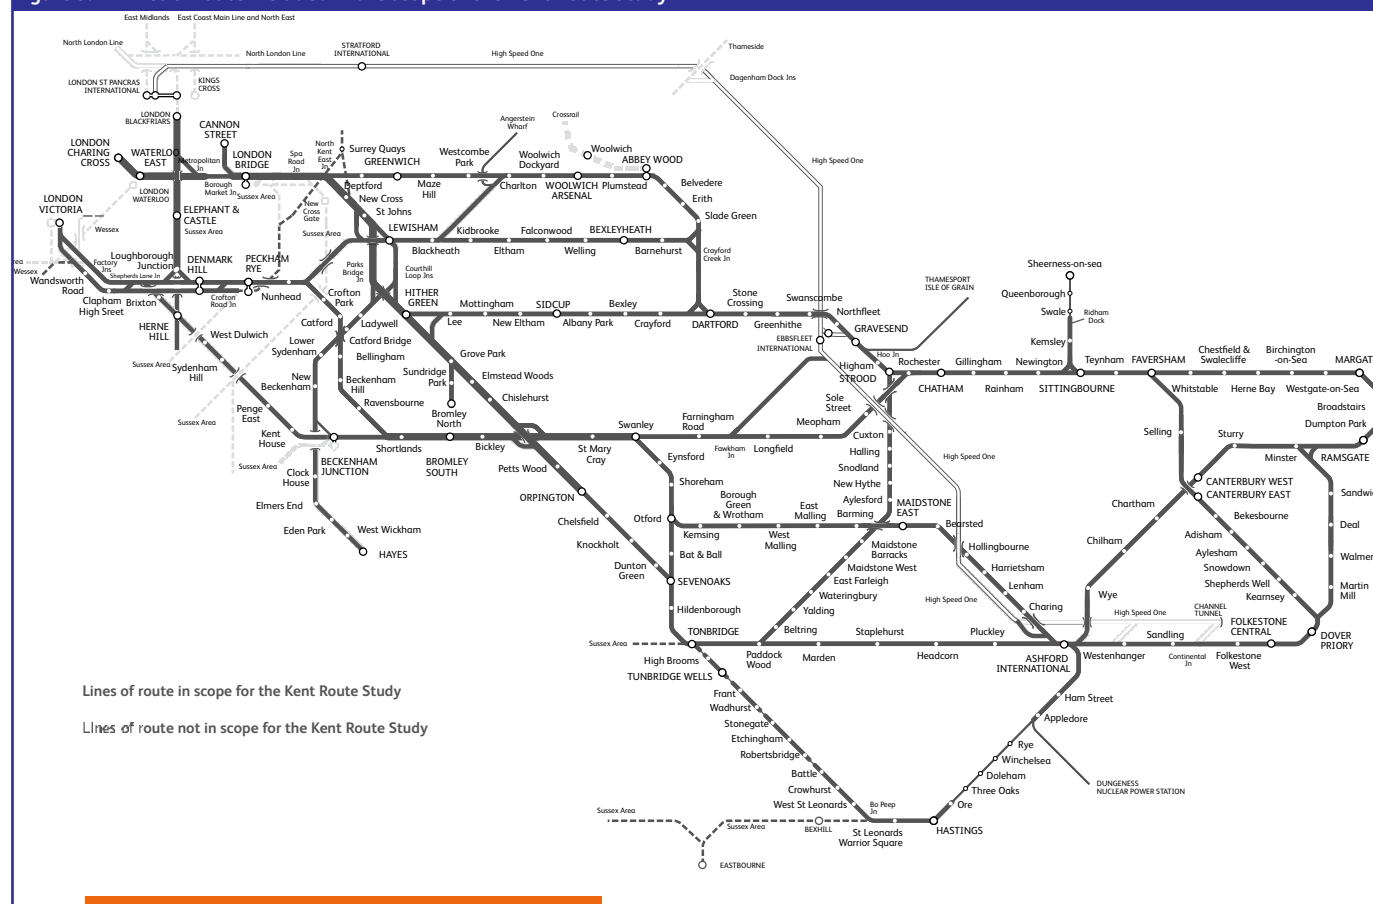 East Midlands
East Coast Main Line and North East
North London Line
North London Line
STRATFORD
INTERNATIONAL
High Speed One
Thameside
Dagenham Dock Jns
LONDON ST PANCRAS
INTERNATIONAL
KINGS
CROSS
LONDON
BLACKFRIARS
CANNON
STREET
LONDON
CHARING
CROSS
WATERLOO
EAST
Metropolitan
Jn
LONDON
BRIDGE
Spa
Road
Jn
North
Kent
East
Jn
Surrey Quays
GREENWICH
Westcombe
Park
Angerstein
Wharf
Crossrail
Woolwich
Dockyard
Woolwich
ABBEY WOOD
High Speed One
LONDON
WATERLOO
Borough
Market Jn
Sussex Area
Deptford
Maze
Hill
Charlton
WOOLWICH
ARSENAL
Plumstead
Belvedere
Erith
Slade Green
LONDON
VICTORIA
ELEPHANT &
CASTLE
Sussex Area
New
Cross
Gate
New Cross
St Johns
LEWISHAM
Wessex
Sussex Area
Kidbrooke
Falconwood
BEXLEYHEATH
Blackheath
Eltham
Welling
Barnehurst
Crayford
Creek Jn
rea
Wessex
Factory
Jns
Loughborough
Junction
Shepherds Lane Jn
DENMARK
HILL
PECKHAM
RYE
Parks
Bridge
Jn
Courthill
Loop Jns
Wandsworth
Road
Clapham
High Sreet
Brixton
Crofton
Road Jn
Nunhead
Crofton
Park
HITHER
GREEN
Mottingham
SIDCUP
Bexley
Stone
Crossing
Swanscombe
Northfleet
THAMESPORT
ISLE OF GRAIN
Sheerness-on-sea
Queenborough
Swale
Ridham
Dock
Kemsley
HERNE
HILL
West Dulwich
Catford
Ladywell
Lee
New Eltham
Albany Park
Crayford
DARTFORD
Greenhithe
EBBSFLEET
INTERNATIONAL
GRAVESEND
Hoo Jn
Lower
Sydenham
Catford Bridge
Bellingham
Grove Park
Higham
STROOD
Rochester
Gillingham
Newington
Teynham
FAVERSHAM
Chestfield &
Swalecliffe
Birchington
-on-Sea
MARGAT
Sussex Area
Sydenham
Hill
New
Beckenham
Beckenham
Hill
Sundridge
Park
Elmstead Woods
CHATHAM
Rainham
SITTINGBOURNE
Whitstable
Herne Bay
Westgate-on-Sea
Ravensbourne
Chislehurst
Sole
Street
Broadstairs
Sussex Area
Penge
East
Bromley
North
Farningham
Road
Meopham
Dumpton Park
Kent
House
Swanley
Cuxton
Selling
Sturry
Shortlands
Bickley
St Mary
Cray
Fawkham
Jn
Longfield
Halling
High Speed One
Minster
RAMSGATE
Sussex Area
BECKENHAM
JUNCTION
BROMLEY
SOUTH
Petts Wood
Eynsford
Snodland
Clock
House
Shoreham
New Hythe
CANTERBURY WEST
CANTERBURY EAST
Sandwi
ORPINGTON
Borough
Green
& Wrotham
East
Malling
Aylesford
Barming
MAIDSTONE
EAST
Chartham
Elmers End
Chelsfield
Otford
Bearsted
Bekesbourne
Deal
Eden Park
West Wickham
Kemsing
West
Malling
Adisham
HAYES
Knockholt
Bat & Ball
Maidstone
Barracks
Hollingbourne
Chilham
Aylesham
Walmer
Dunton
Green
Maidstone West
Harrietsham
Snowdown
SEVENOAKS
East Farleigh
Lenham
Shepherds Well
Martin
Mill
Wateringbury
High Speed One
Charing
Wye
Kearnsey
Hildenborough
Yalding
High Speed One
CHANNEL
TUNNEL
FOLKESTONE
CENTRAL
Sussex Area
TONBRIDGE
Beltring
Staplehurst
Pluckley
Sandling
DOVER
PRIORY
High Brooms
Paddock
Wood
Marden
Headcorn
ASHFORD
INTERNATIONAL
Westenhanger
Continental
Jn
Folkestone
West
TUNBRIDGE WELLS
Lines of route in scope for the Kent Route Study
Frant
Ham Street
Wadhurst
Appledore
Lines of route not in scope for the Kent Route Study
Stonegate
Etchingham
Rye
Robertsbridge
Winchelsea
Battle
Doleham
DUNGENESS
NUCLEAR POWER STATION
Crowhurst
Three Oaks
West St Leonards
Bo Peep
Jn
Ore
Sussex Area
Sussex Area
BEXHILL
St Leonards
Warrior Square
HASTINGS
EASTBOURNE